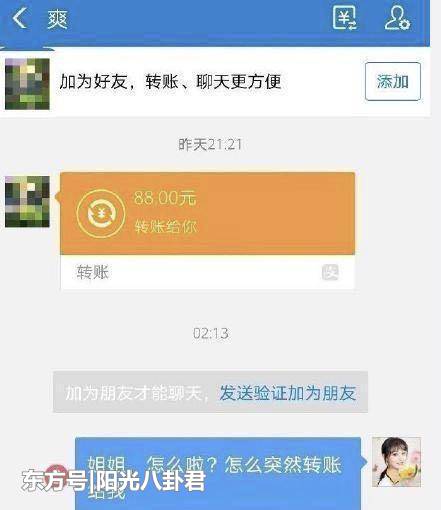 爽
加为好友，转账、聊天更方便
添加
昨天21:21
88.00元
转账给你
转账
支
02:13
加为朋友才能聊天，发送验证加为朋友
姐姐，怎么啦？怎么突然转账
给我
东方号|阳光八卦君